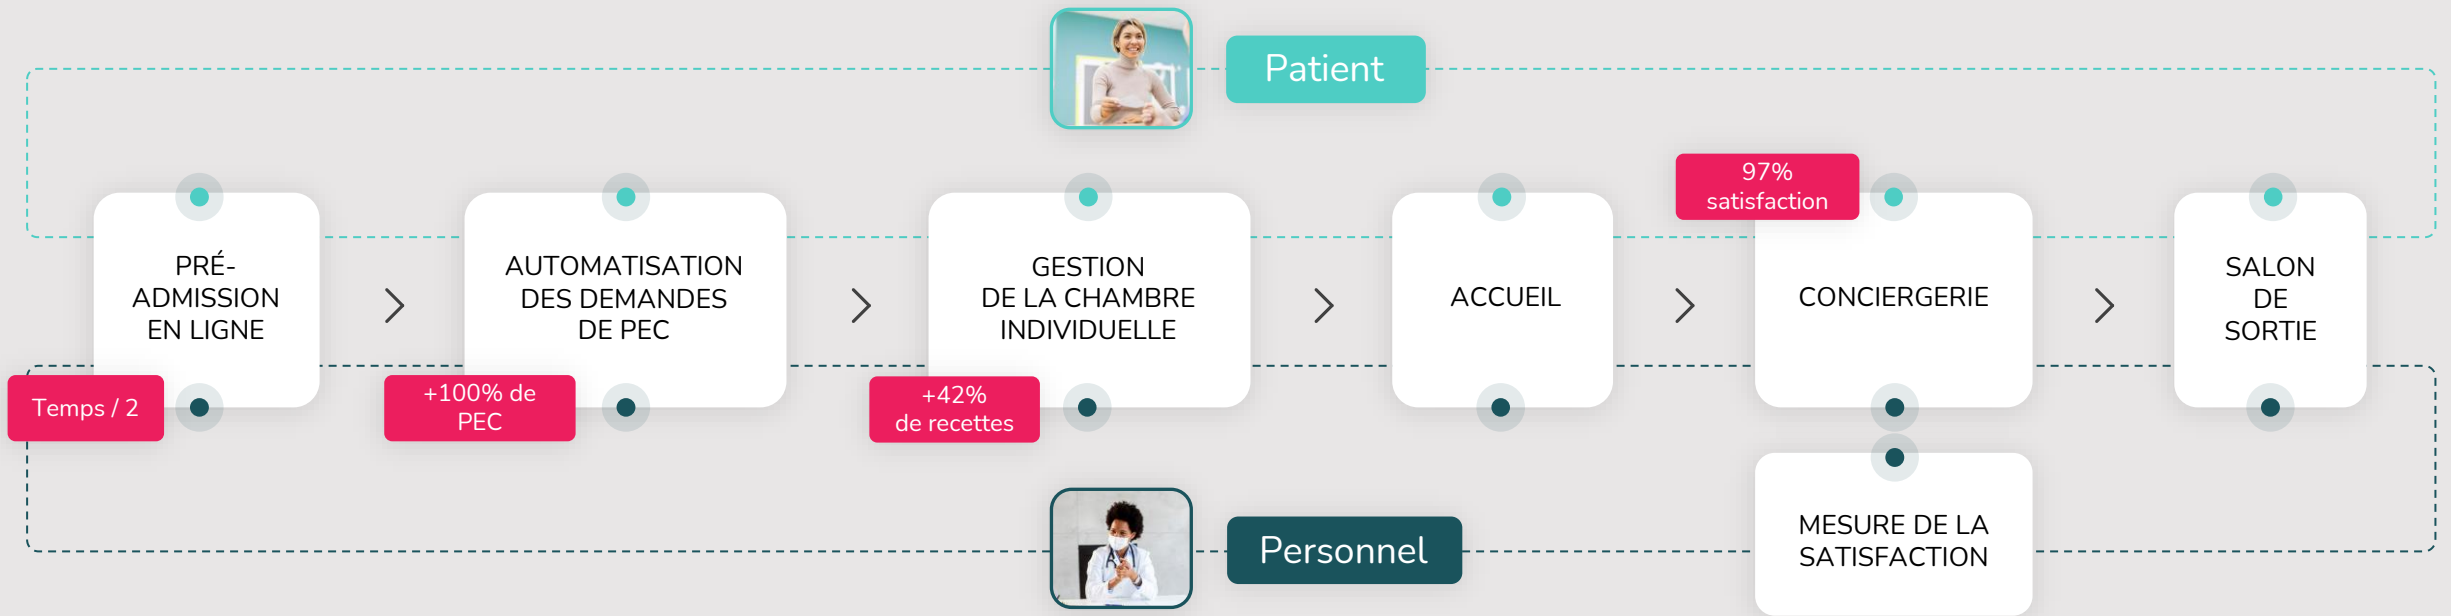 Patient
97%
satisfaction
PRÉ-
ADMISSION
EN LIGNE
AUTOMATISATION
DES DEMANDES
DE PEC
GESTION
DE LA CHAMBRE
INDIVIDUELLE
ACCUEIL
CONCIERGERIE
SALON
DE
SORTIE
Temps / 2
+100% de
PEC
+42%
de recettes
Personnel
MESURE DE LA
SATISFACTION